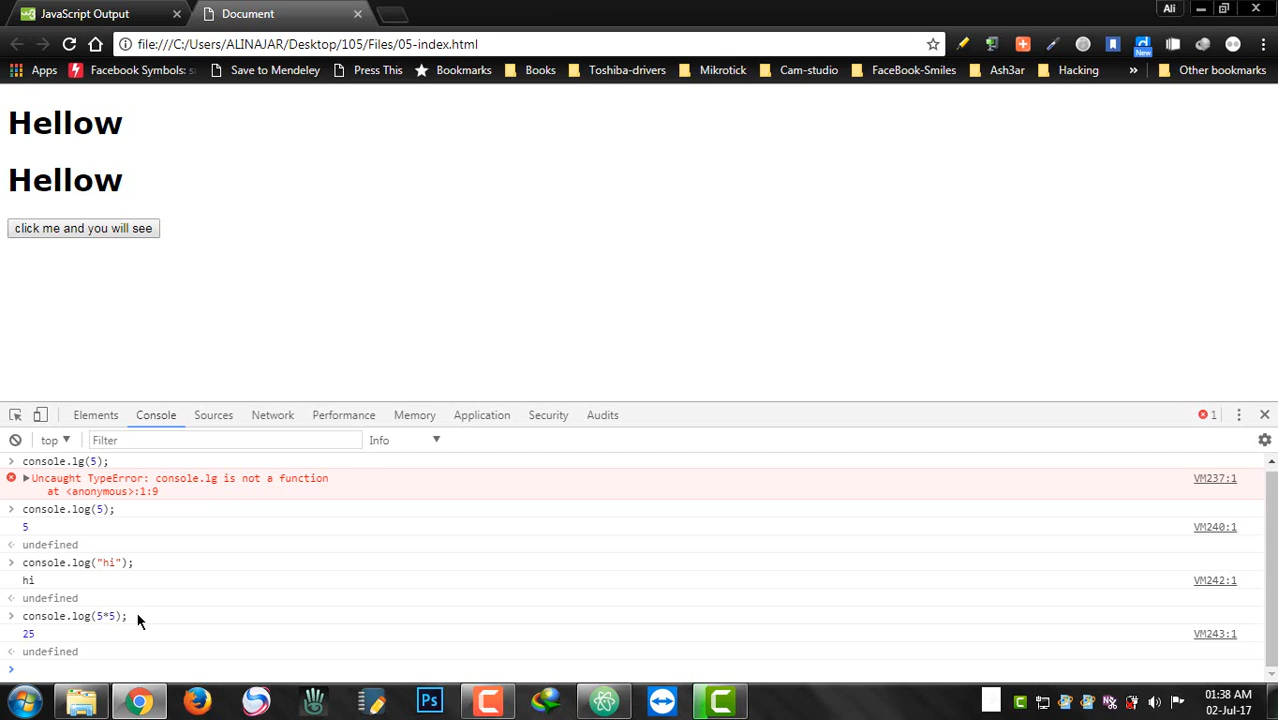 JavaScript Output
Document
Ali
file:///C:/Users/ALINAJAR/Desktop/105/Files/05-index.html
New
Apps
Facebook Symbols: s
Save to Mendeley
Press This
Bookmarks
Books
Toshiba-drivers
Mikrotick
Cam-studio
FaceBook-Smiles
Ash3ar
Hacking
»
Other bookmarks
Hellow
Hellow
click me and you will see
Elements
Console
Sources
Network
Performance
Memory
Application
Security
Audits
1
top
Filter
Info
console.lg(5);
Uncaught TypeError: console.lg is not a function
VM237:1
at <anonymous>:1:9
console.log(5);
5
VM240:1
undefined
console.log("hi");
hi
VM242:1
undefined
console.log(5*5);
25
VM243:1
undefined
Ps
01:38 AM
02-Jul-17